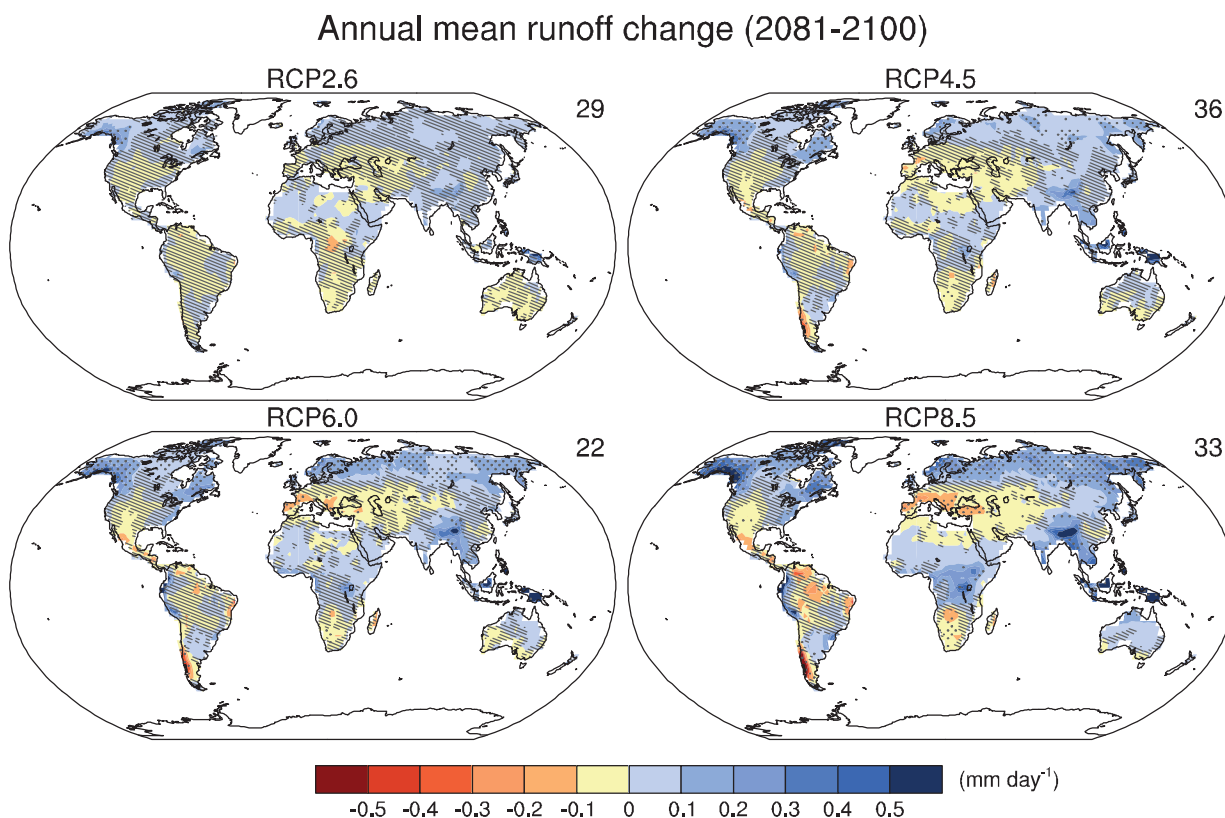 Annual mean runoff change (2081-2100)
RCP2.6
29
RCP4.5
36
RCP6.0
22
RCP8.5
33
(mm day⁻¹)
-0.5 -0.4 -0.3 -0.2 -0.1 0 0.1 0.2 0.3 0.4 0.5